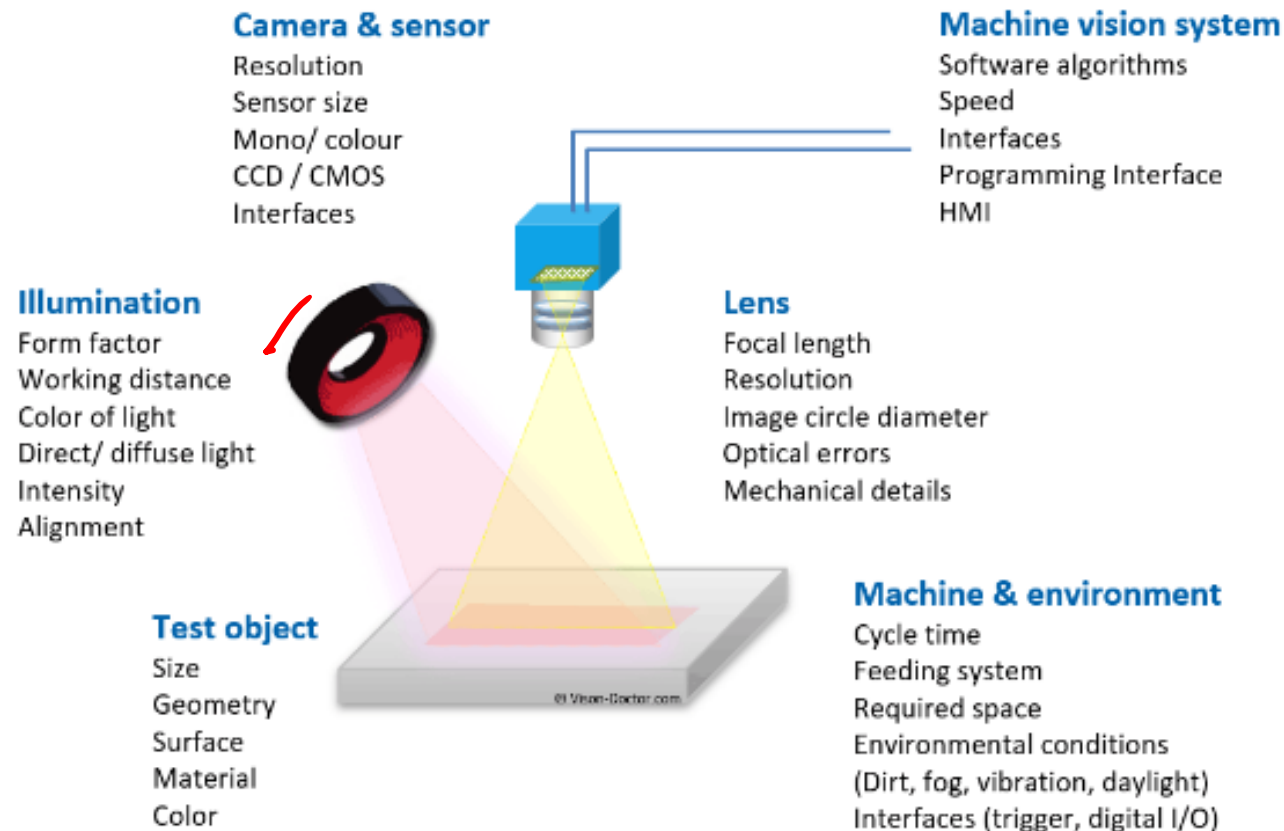 Camera & sensor
Resolution
Sensor size
Mono/ colour
CCD / CMOS
Interfaces
Machine vision system
Software algorithms
Speed
Interfaces
Programming Interface
HMI
Illumination
Form factor
Working distance
Color of light
Direct/ diffuse light
Intensity
Alignment
Lens
Focal length
Resolution
Image circle diameter
Optical errors
Mechanical details
Test object
Size
Geometry
Surface
Material
Color
© Vison-Doctor.com
Machine & environment
Cycle time
Feeding system
Required space
Environmental conditions
(Dirt, fog, vibration, daylight)
Interfaces (trigger, digital I/O)